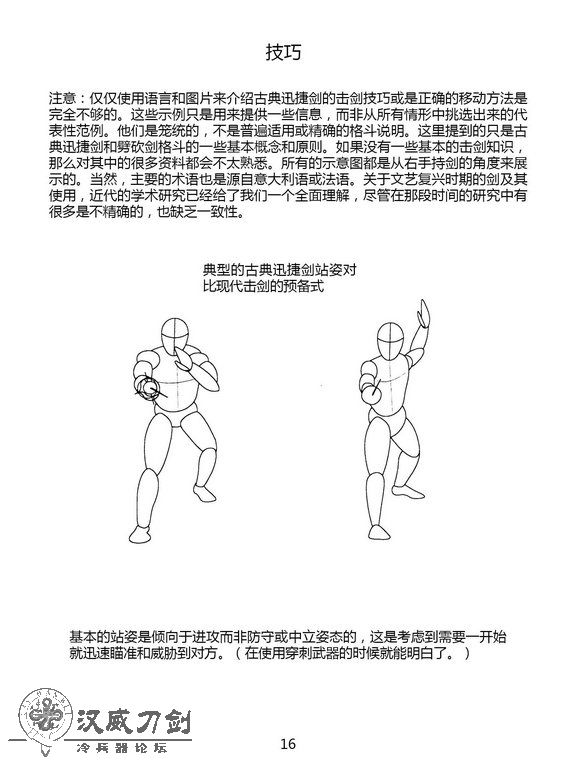 技巧
注意：仅仅使用语言和图片来介绍古典迅捷剑的击剑技巧或是正确的移动方法是
完全不够的。这些示例只是用来提供一些信息，而非从所有情形中挑选出来的代
表性范例。他们是笼统的，不是普遍适用或精确的格斗说明。这里提到的只是古
典迅捷剑和劈砍剑格斗的一些基本概念和原则。如果没有一些基本的击剑知识，
那么对其中的很多资料都会不太熟悉。所有的示意图都是从右手持剑的角度来展
示的。当然，主要的术语也是源自意大利语或法语。关于文艺复兴时期的剑及其
使用，近代的学术研究已经给了我们一个全面理解，尽管在那段时间的研究中有
很多是不精确的，也缺乏一致性。
典型的古典迅捷剑站姿对
比现代击剑的预备式
基本的站姿是倾向于进攻而非防守或中立姿态的，这是考虑到需要一开始
就迅速瞄准和威胁到对方。（在使用穿刺武器的时候就能明白了。）
汉威刀剑
冷兵器论坛
16